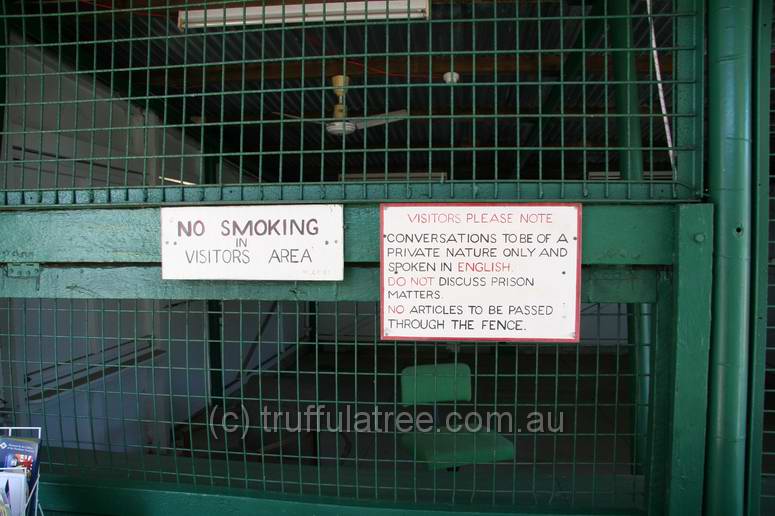 NO SMOKING
IN
VISITORS AREA
VISITORS PLEASE NOTE
CONVERSATIONS TO BE OF A
PRIVATE NATURE ONLY AND
SPOKEN IN ENGLISH.
DO NOT DISCUSS PRISON
MATTERS.
NO ARTICLES TO BE PASSED
THROUGH THE FENCE.
(c) truffulatree.com.au